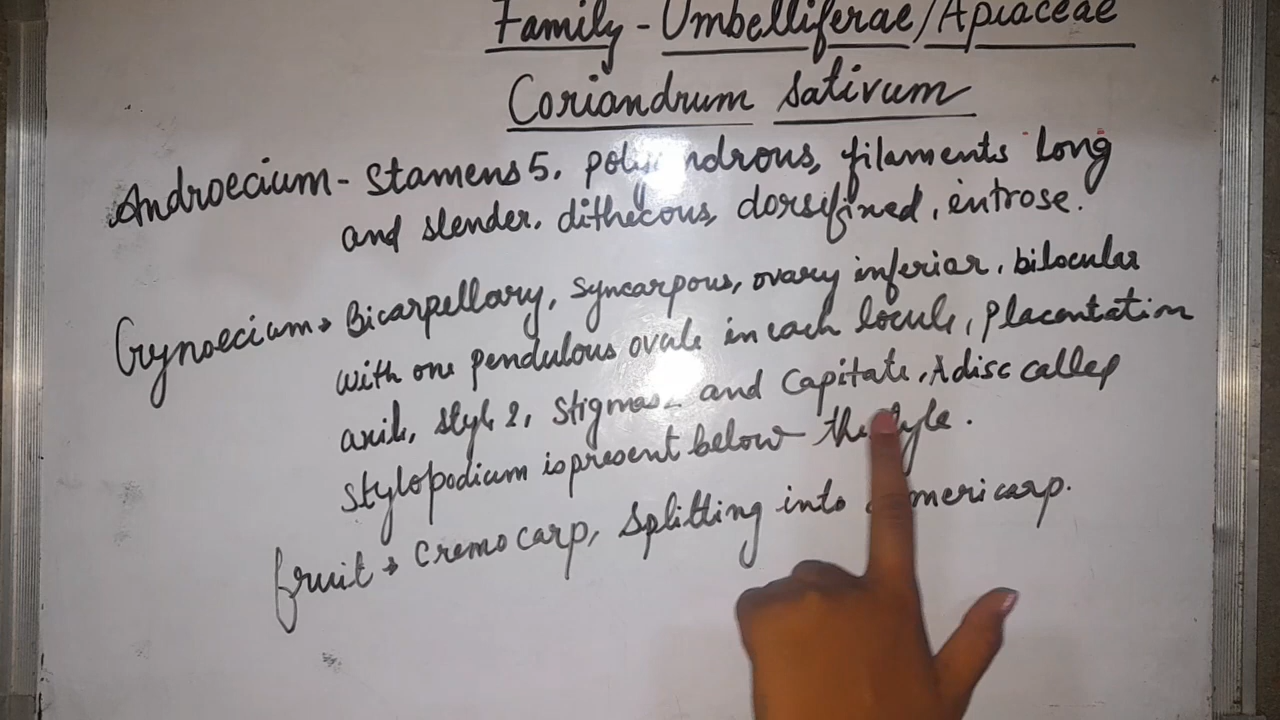 Family - Umbelliferae/Apiaceae
Coriandrum sativum
Androecium - Stamens 5, polyandrous, filaments long
and slender, dithecous, dorsifixed, introse.
Gynoecium → Bicarpellary, Syncarpous, ovary inferior, bilocular
with one pendulous ovule in each locule, placentation
axile, style 2, stigmas and Capitate, A disc called
stylopodium is present below the style.
fruit → Cremocarp, Splitting into mericarp.